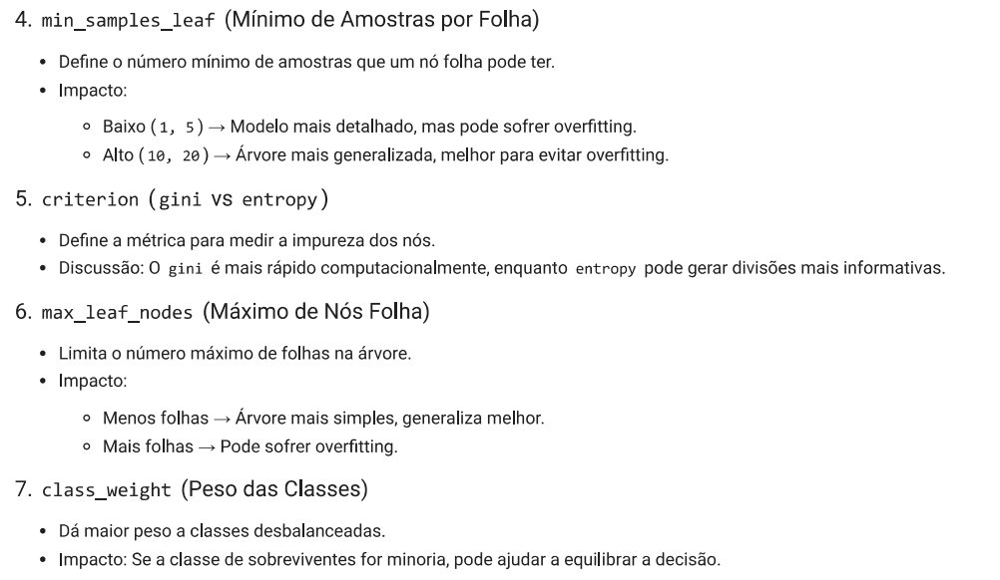 4. min_samples_leaf (Mínimo de Amostras por Folha)
• Define o número mínimo de amostras que um nó folha pode ter.
• Impacto:
◦ Baixo (1, 5) → Modelo mais detalhado, mas pode sofrer overfitting.
◦ Alto (10, 20) → Árvore mais generalizada, melhor para evitar overfitting.
5. criterion (gini vs entropy)
• Define a métrica para medir a impureza dos nós.
• Discussão: O gini é mais rápido computacionalmente, enquanto entropy pode gerar divisões mais informativas.
6. max_leaf_nodes (Máximo de Nós Folha)
• Limita o número máximo de folhas na árvore.
• Impacto:
◦ Menos folhas → Árvore mais simples, generaliza melhor.
◦ Mais folhas → Pode sofrer overfitting.
7. class_weight (Peso das Classes)
• Dá maior peso a classes desbalanceadas.
• Impacto: Se a classe de sobreviventes for minoria, pode ajudar a equilibrar a decisão.